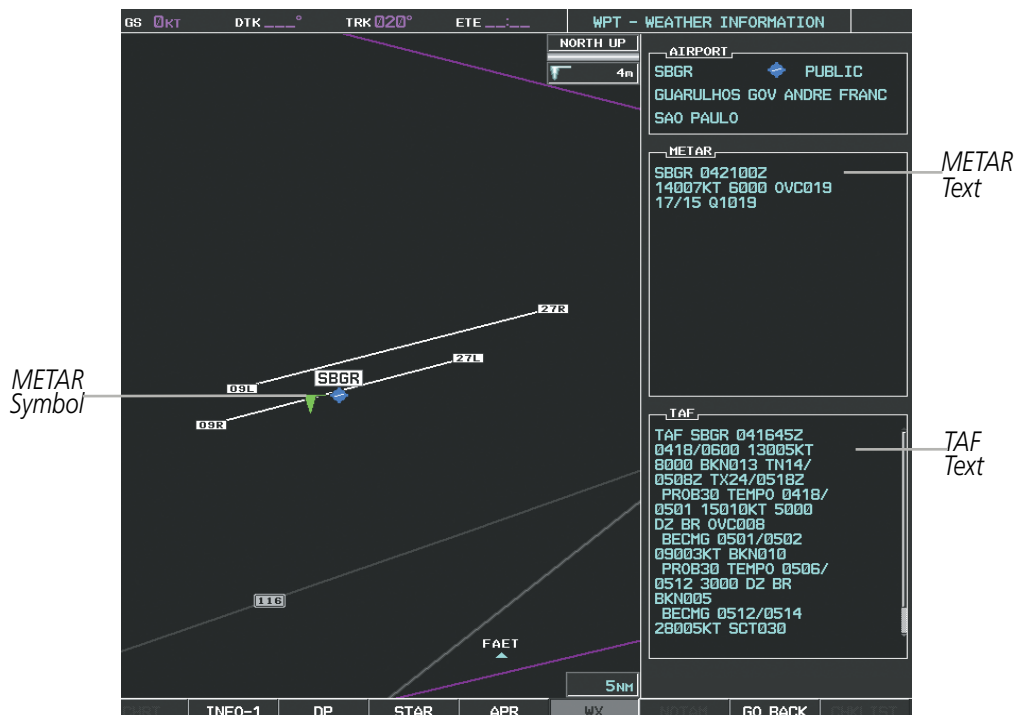 GS 0KT DTK ___° TRK 020° ETE __:__ WPT - WEATHER INFORMATION
NORTH UP
4m
AIRPORT
SBGR PUBLIC
GUARULHOS GOV ANDRE FRANC
SAO PAULO
METAR
SBGR 042100Z
14007KT 6000 OVC019
17/15 Q1019
METAR
Text
27R
27L
SBGR
09L
09R
METAR
Symbol
TAF
TAF SBGR 041645Z
0418/0600 13005KT
8000 BKN013 TN14/
0508Z TX24/0518Z
PROB30 TEMPO 0418/
0501 15010KT 5000
DZ BR OVC008
BECMG 0501/0502
09003KT BKN010
PROB30 TEMPO 0506/
0512 3000 DZ BR
BKN005
BECMG 0512/0514
28005KT SCT030
TAF
Text
116
FAET
5NM
CHRT INFO-1 DP STAR APR WX NOTAM GO BACK CHKLIST